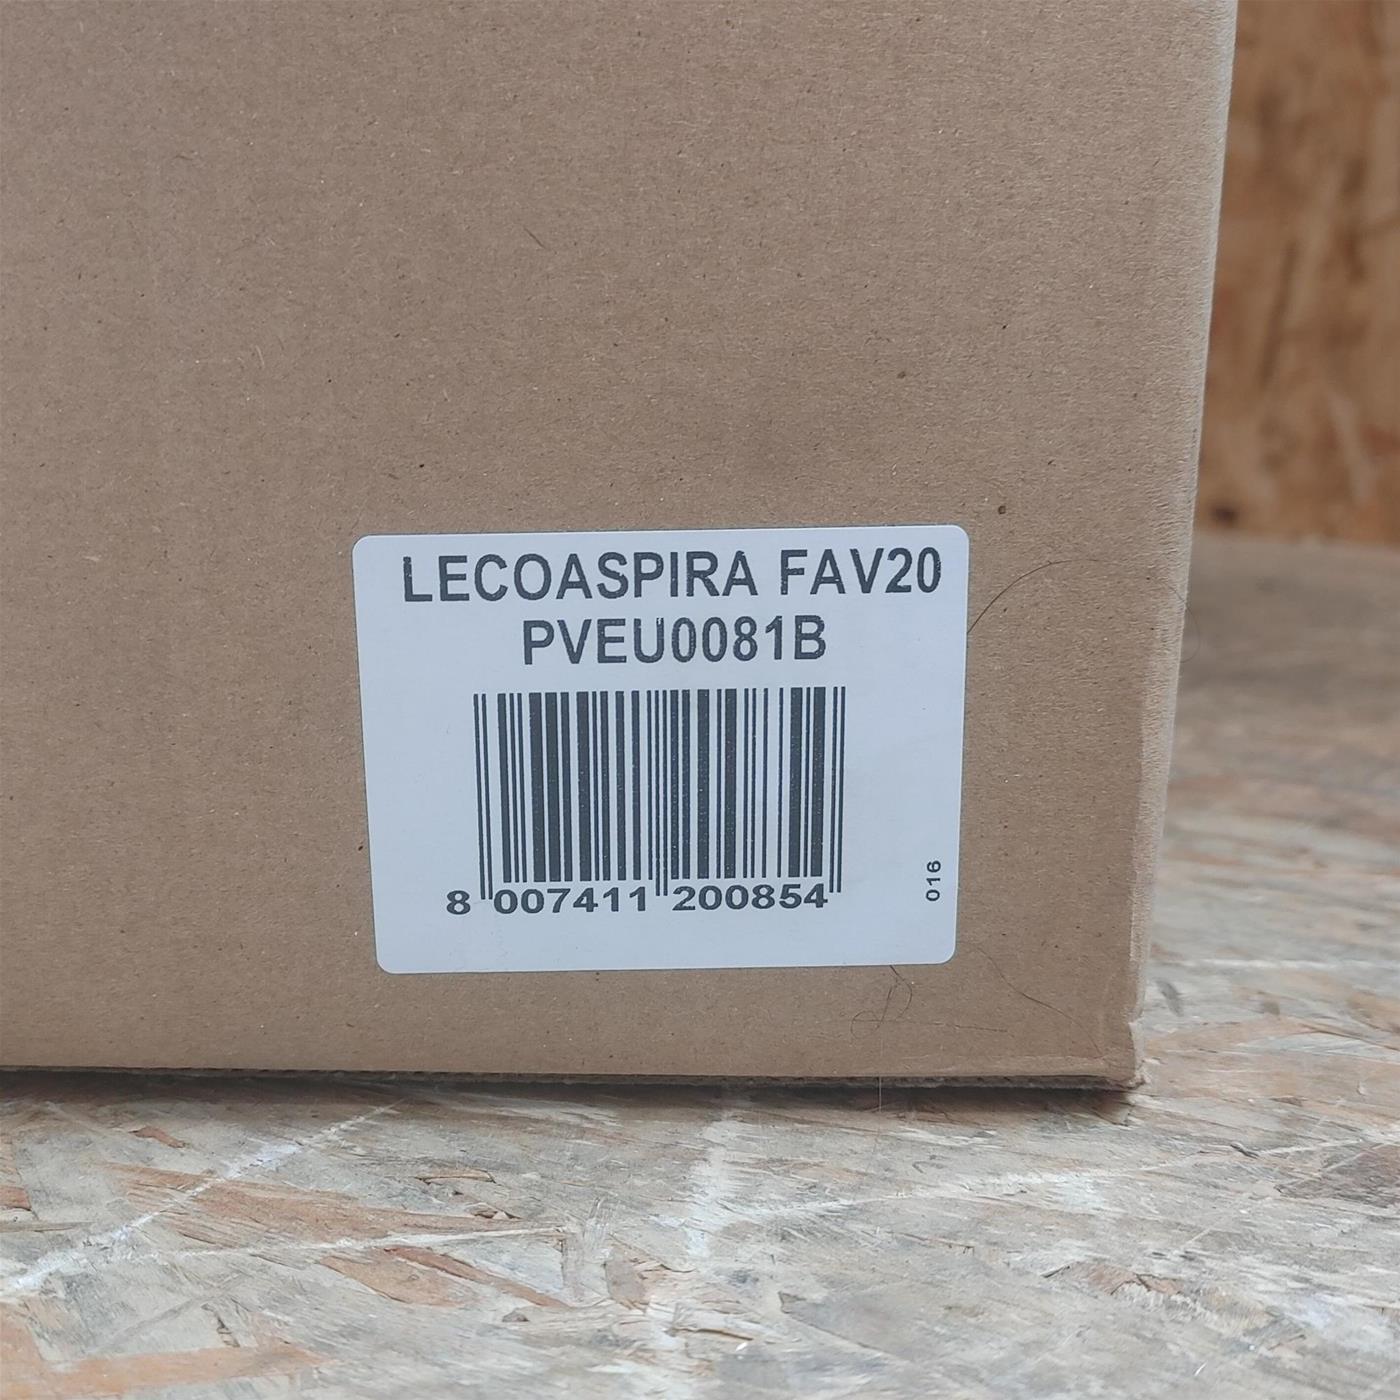 LECOASPIRA FAV20
PVEU0081B
8 007411 200854
016